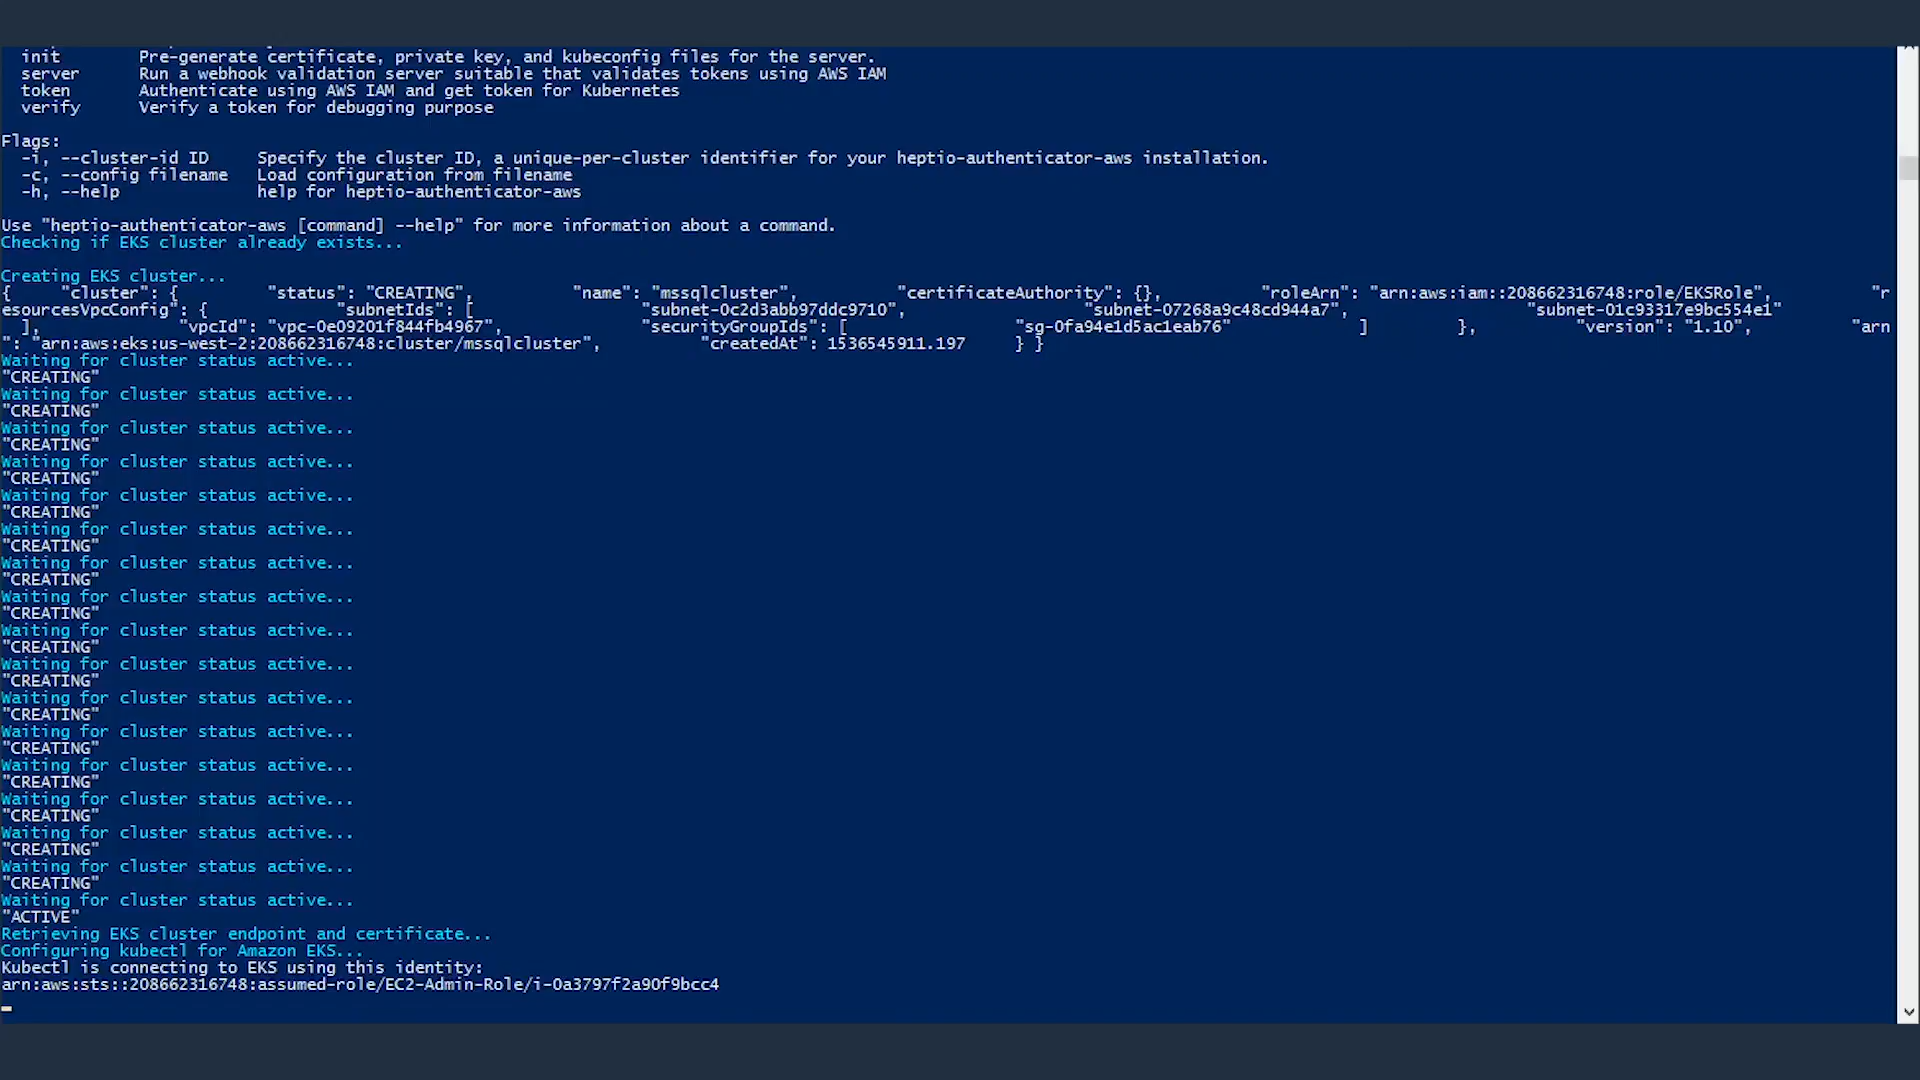 init        Pre-generate certificate, private key, and kubeconfig files for the server.
server      Run a webhook validation server suitable that validates tokens using AWS IAM
token       Authenticate using AWS IAM and get token for Kubernetes
verify      Verify a token for debugging purpose
Flags:
-i, --cluster-id ID     Specify the cluster ID, a unique-per-cluster identifier for your heptio-authenticator-aws installation.
-c, --config filename   Load configuration from filename
-h, --help              help for heptio-authenticator-aws
Use "heptio-authenticator-aws [command] --help" for more information about a command.
Checking if EKS cluster already exists...
Creating EKS cluster...
{     "cluster": {         "status": "CREATING",          "name": "mssqlcluster",          "certificateAuthority": {},          "roleArn": "arn:aws:iam::208662316748:role/EKSRole",          "r
esourcesVpcConfig": {             "subnetIds": [                 "subnet-0c2d3abb97ddc9710",                  "subnet-07268a9c48cd944a7",                  "subnet-01c93317e9bc554e1"
],              "vpcId": "vpc-0e09201f844fb4967",              "securityGroupIds": [                 "sg-0fa94e1d5ac1eab76"             ]         },          "version": "1.10",          "arn
": "arn:aws:eks:us-west-2:208662316748:cluster/mssqlcluster",          "createdAt": 1536545911.197     } }
Waiting for cluster status active...
"CREATING"
Waiting for cluster status active...
"CREATING"
Waiting for cluster status active...
"CREATING"
Waiting for cluster status active...
"CREATING"
Waiting for cluster status active...
"CREATING"
Waiting for cluster status active...
"CREATING"
Waiting for cluster status active...
"CREATING"
Waiting for cluster status active...
"CREATING"
Waiting for cluster status active...
"CREATING"
Waiting for cluster status active...
"CREATING"
Waiting for cluster status active...
"CREATING"
Waiting for cluster status active...
"CREATING"
Waiting for cluster status active...
"CREATING"
Waiting for cluster status active...
"CREATING"
Waiting for cluster status active...
"CREATING"
Waiting for cluster status active...
"CREATING"
Waiting for cluster status active...
"ACTIVE"
Retrieving EKS cluster endpoint and certificate...
Configuring kubectl for Amazon EKS...
Kubectl is connecting to EKS using this identity:
arn:aws:sts::208662316748:assumed-role/EC2-Admin-Role/i-0a3797f2a90f9bcc4